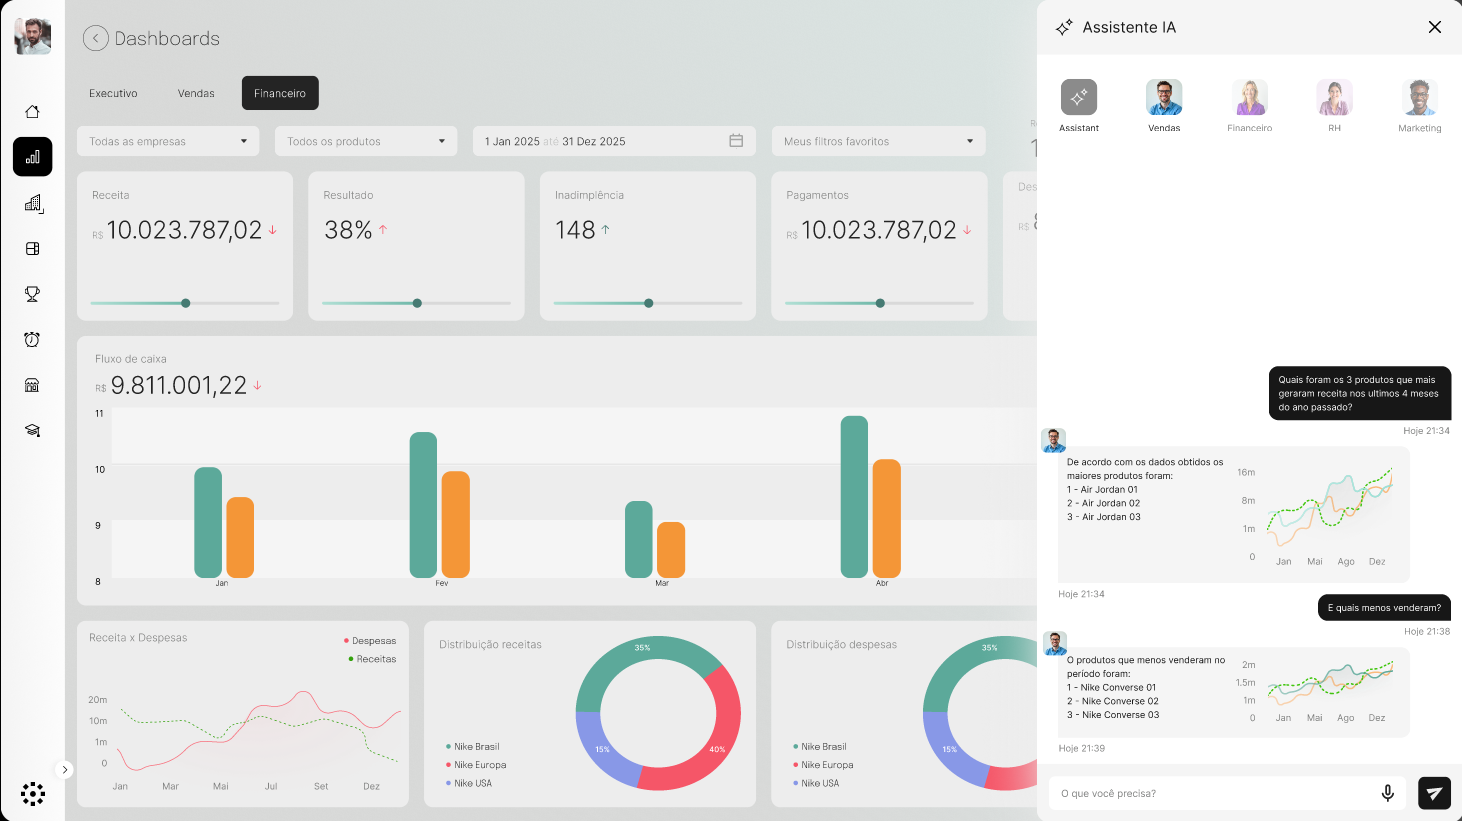 Dashboards
Executivo
Vendas
Financeiro
Todas as empresas
Todos os produtos
1 Jan 2025 até 31 Dez 2025
Meus filtros favoritos
Receita
R$ 10.023.787,02
Resultado
38%
Inadimplência
148
Pagamentos
R$ 10.023.787,02
Des
R$
Fluxo de caixa
R$ 9.811.001,22
11
10
9
8
Jan
Fev
Mar
Abr
Receita x Despesas
Despesas
Receitas
20m
10m
1m
0
Jan
Mar
Mai
Jul
Set
Dez
Distribuição receitas
35%
40%
15%
Nike Brasil
Nike Europa
Nike USA
Distribuição despesas
35%
15%
Nike Brasil
Nike Europa
Nike USA
Assistente IA
Assistant
Vendas
Financeiro
RH
Marketing
Quais foram os 3 produtos que mais
geraram receita nos ultimos 4 meses
do ano passado?
Hoje 21:34
De acordo com os dados obtidos os
maiores produtos foram:
1 - Air Jordan 01
2 - Air Jordan 02
3 - Air Jordan 03
16m
8m
1m
0
Jan
Mai
Ago
Dez
Hoje 21:34
E quais menos venderam?
Hoje 21:38
O produtos que menos venderam no
período foram:
1 - Nike Converse 01
2 - Nike Converse 02
3 - Nike Converse 03
2m
1.5m
1m
0
Jan
Mai
Ago
Dez
Hoje 21:39
O que você precisa?